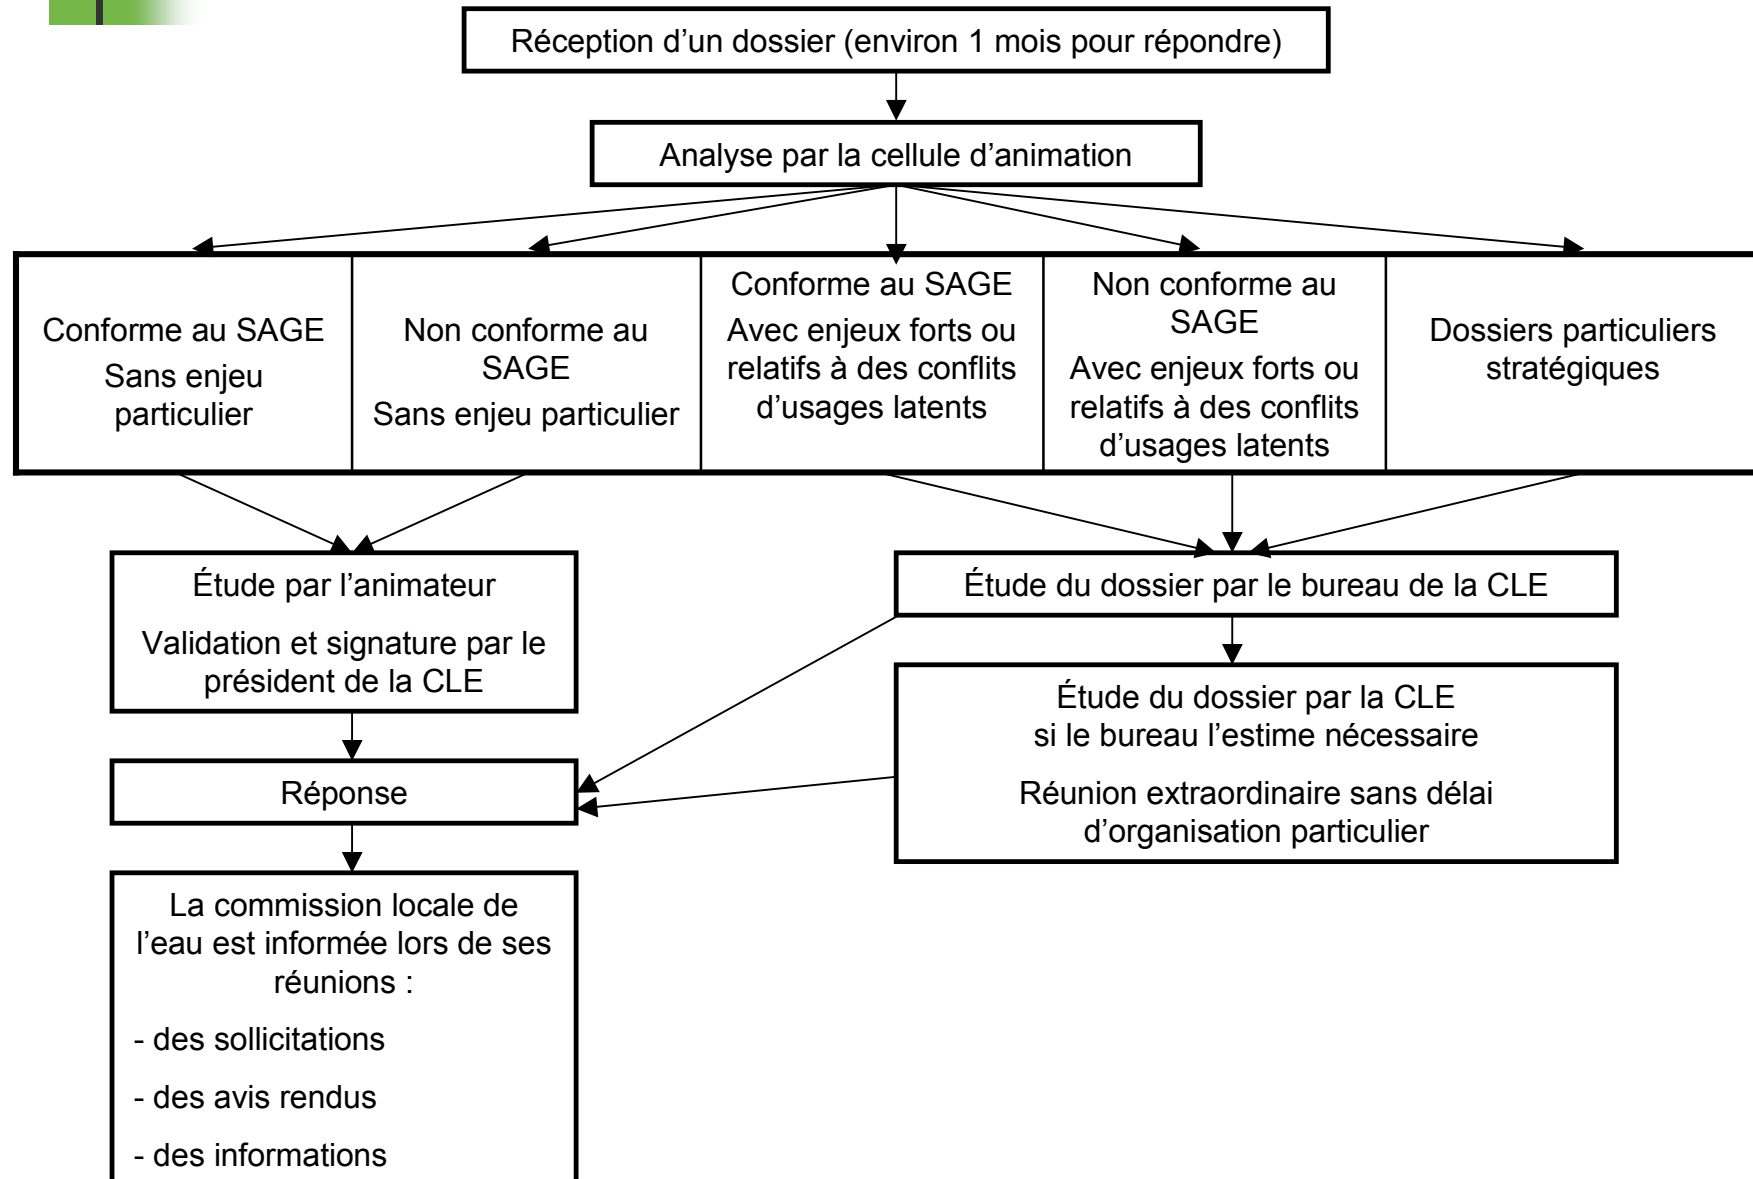 Réception d’un dossier (environ 1 mois pour répondre)
Analyse par la cellule d’animation
Conforme au SAGE
Sans enjeu
particulier
Non conforme au
SAGE
Sans enjeu particulier
Conforme au SAGE
Avec enjeux forts ou
relatifs à des conflits
d’usages latents
Non conforme au
SAGE
Avec enjeux forts ou
relatifs à des conflits
d’usages latents
Dossiers particuliers
stratégiques
Étude par l’animateur
Validation et signature par le
président de la CLE
Étude du dossier par le bureau de la CLE
Étude du dossier par la CLE
si le bureau l’estime nécessaire
Réunion extraordinaire sans délai
d’organisation particulier
Réponse
La commission locale de
l’eau est informée lors de ses
réunions :
- des sollicitations
- des avis rendus
- des informations